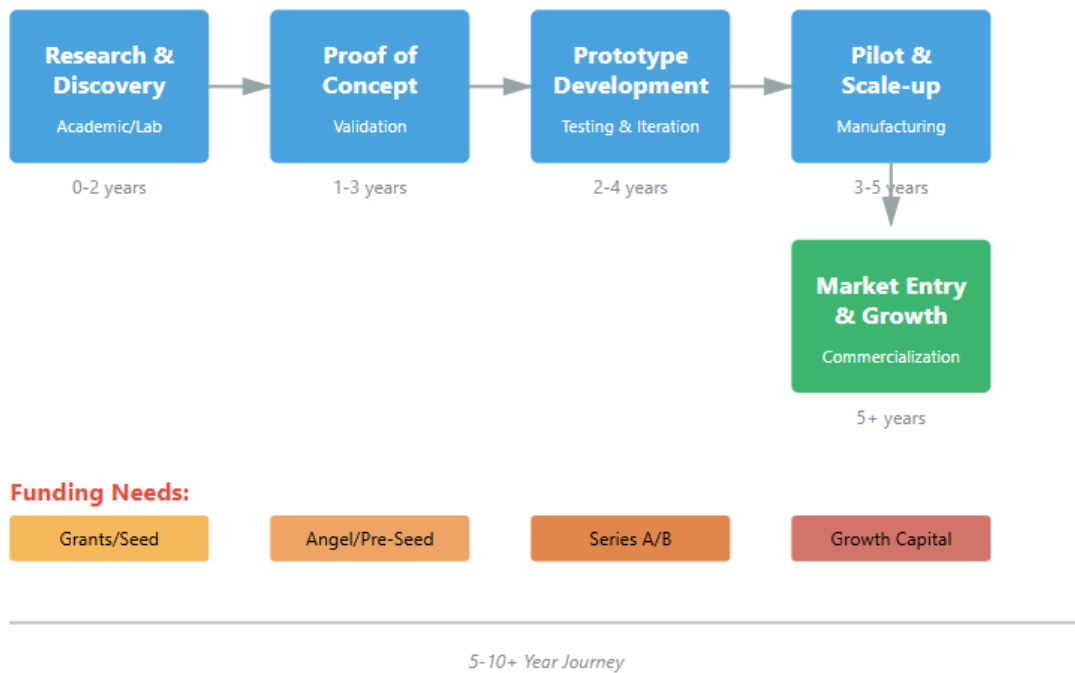 Research &
Discovery
Academic/Lab
0-2 years
Proof of
Concept
Validation
1-3 years
Prototype
Development
Testing & Iteration
2-4 years
Pilot &
Scale-up
Manufacturing
3-5 years
Market Entry
& Growth
Commercialization
5+ years
Funding Needs:
Grants/Seed
Angel/Pre-Seed
Series A/B
Growth Capital
5-10+ Year Journey